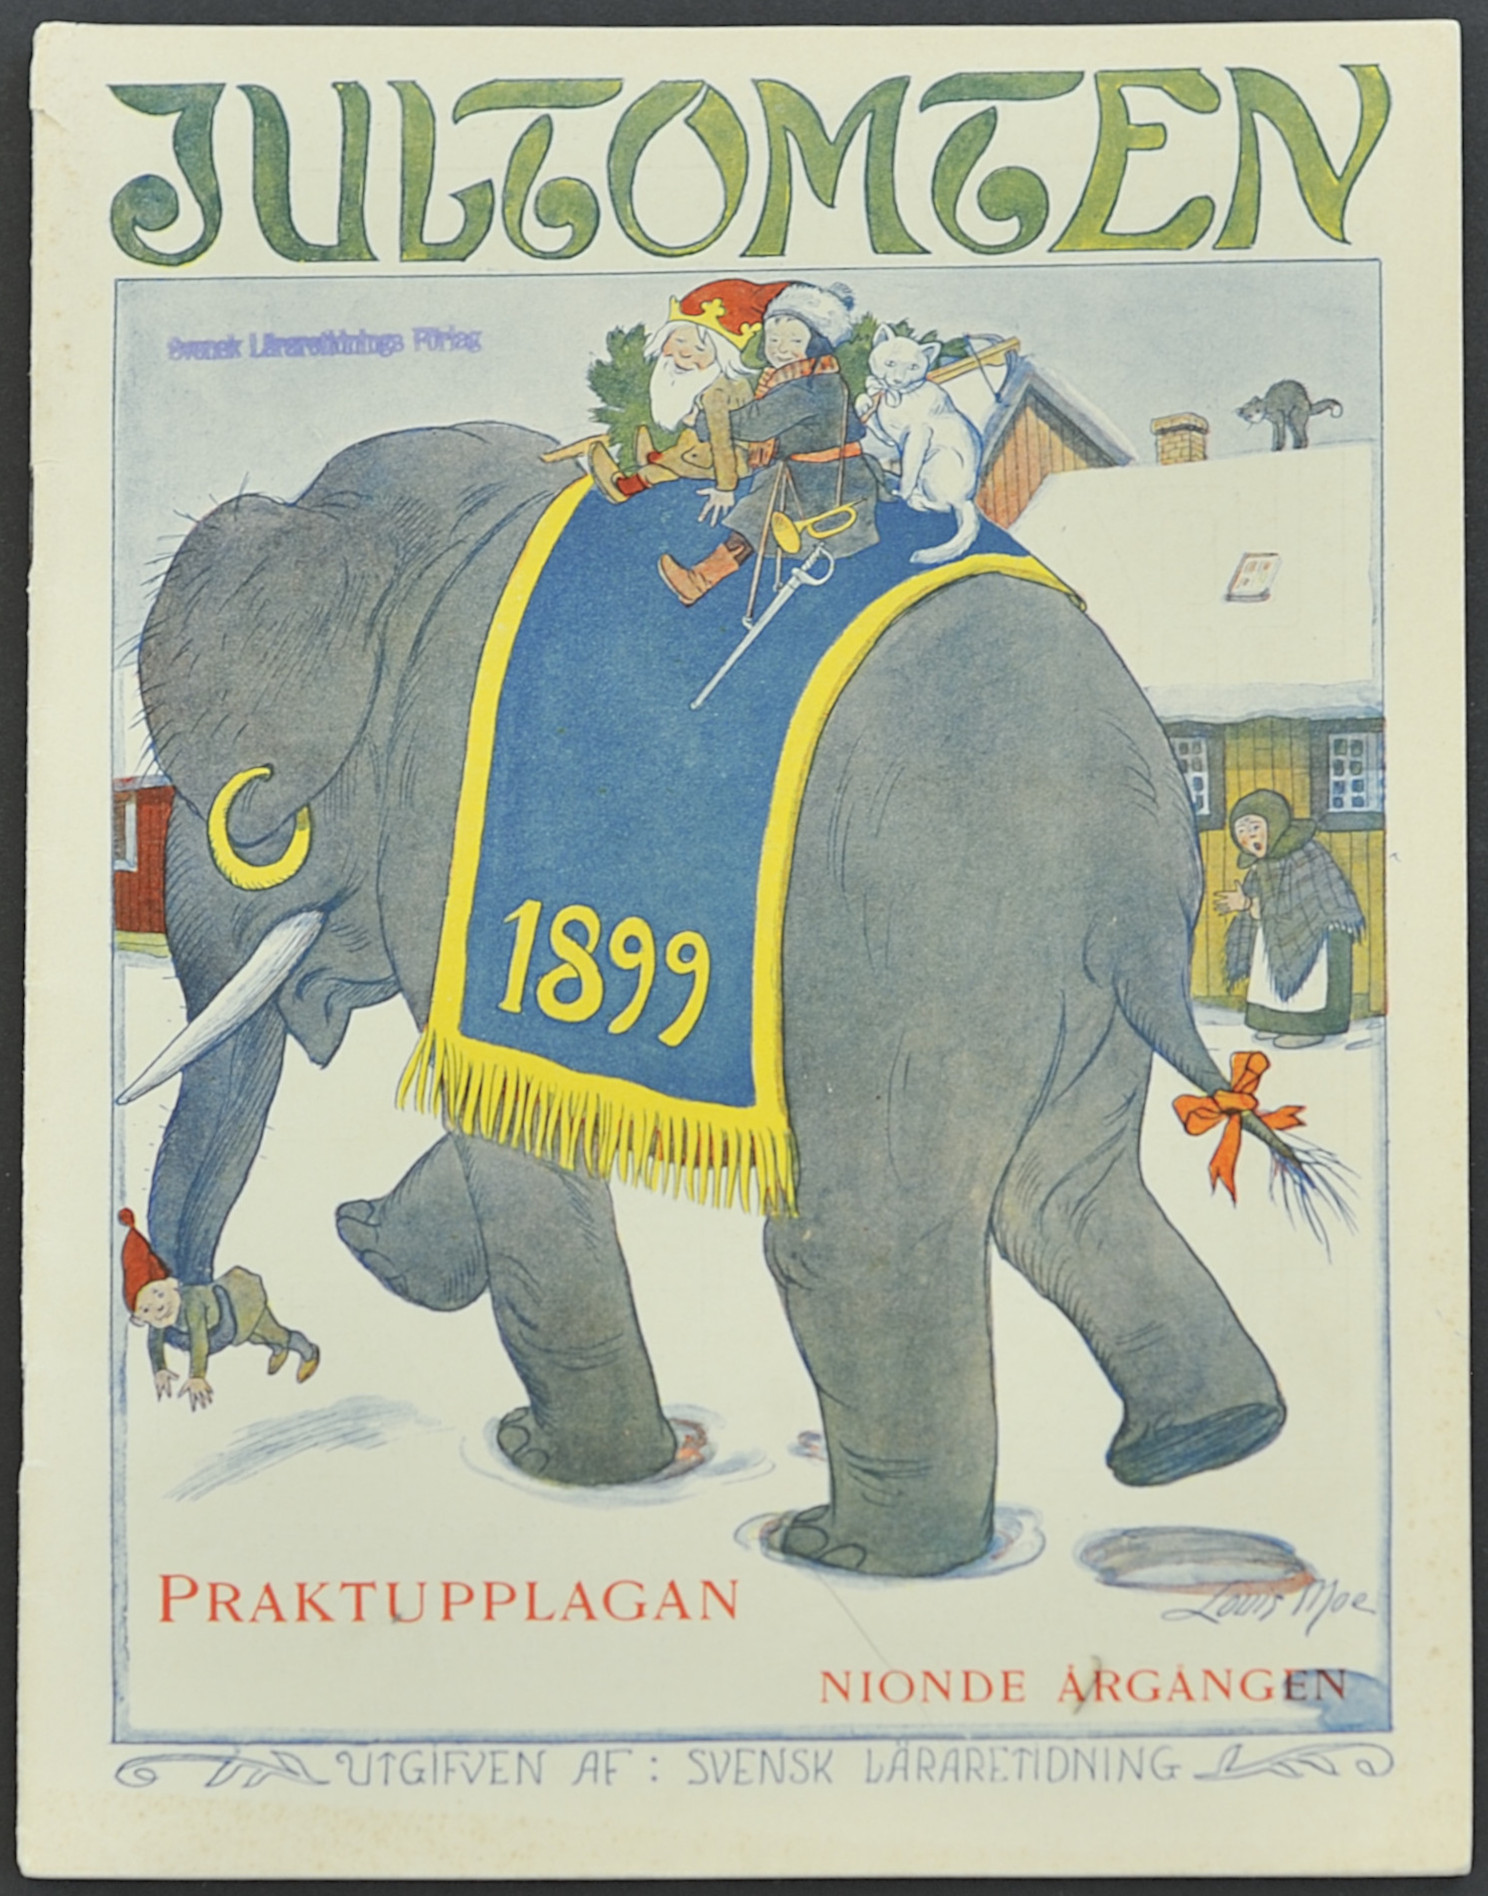 JULTOMTEN
Svensk Läraretidnings Förlag
1899
PRAKTUPPLAGAN
Louis Moe
NIONDE ÅRGÅNGEN
UTGIFVEN AF: SVENSK LÄRARETIDNING